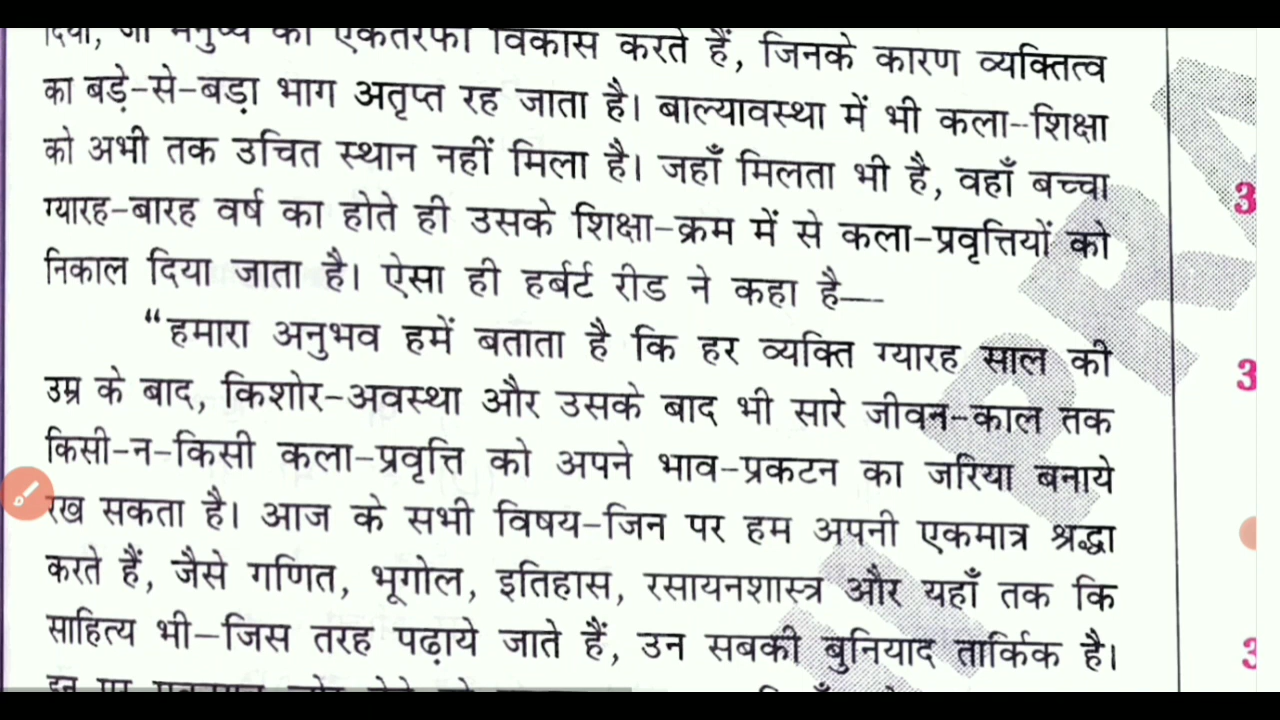 दिया, जो मनुष्य का एकतरफा विकास करते हैं, जिनके कारण व्यक्तित्व
का बड़े-से-बड़ा भाग अतृप्त रह जाता है। बाल्यावस्था में भी कला-शिक्षा
को अभी तक उचित स्थान नहीं मिला है। जहाँ मिलता भी है, वहाँ बच्चा
ग्यारह-बारह वर्ष का होते ही उसके शिक्षा-क्रम में से कला-प्रवृत्तियों को
निकाल दिया जाता है। ऐसा ही हर्बर्ट रीड ने कहा है—
“हमारा अनुभव हमें बताता है कि हर व्यक्ति ग्यारह साल की
उम्र के बाद, किशोर-अवस्था और उसके बाद भी सारे जीवन-काल तक
किसी-न-किसी कला-प्रवृत्ति को अपने भाव-प्रकटन का जरिया बनाये
रख सकता है। आज के सभी विषय-जिन पर हम अपनी एकमात्र श्रद्धा
करते हैं, जैसे गणित, भूगोल, इतिहास, रसायनशास्त्र और यहाँ तक कि
साहित्य भी-जिस तरह पढ़ाये जाते हैं, उन सबकी बुनियाद तार्किक है।